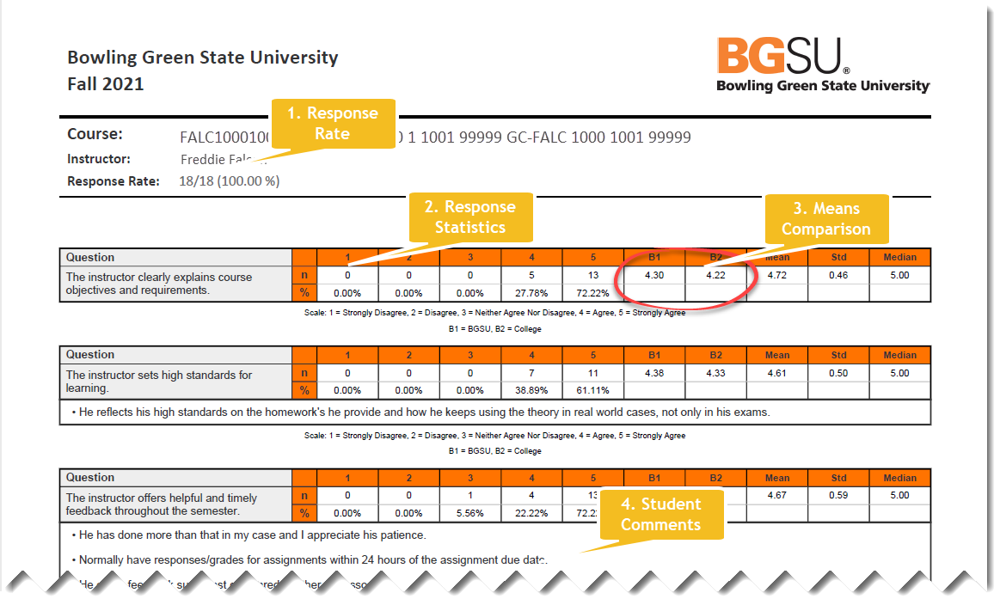 Bowling Green State University
Fall 2021
BGSU®
Bowling Green State University
1. Response
Rate
Course: FALC10001001 1 1001 99999 GC-FALC 1000 1001 99999
Instructor: Freddie
Response Rate: 18/18 (100.00 %)
2. Response
Statistics
3. Means
Comparison
Question 1 2 3 4 5 B1 B2 Mean Std Median
The instructor clearly explains course n 0 0 0 5 13 4.30 4.22 4.72 0.46 5.00
objectives and requirements. % 0.00% 0.00% 0.00% 27.78% 72.22%
Scale: 1 = Strongly Disagree, 2 = Disagree, 3 = Neither Agree Nor Disagree, 4 = Agree, 5 = Strongly Agree
B1 = BGSU, B2 = College
Question 1 2 3 4 5 B1 B2 Mean Std Median
The instructor sets high standards for n 0 0 0 7 11 4.38 4.33 4.61 0.50 5.00
learning. % 0.00% 0.00% 0.00% 38.89% 61.11%
• He reflects his high standards on the homework's he provide and how he keeps using the theory in real world cases, not only in his exams.
Scale: 1 = Strongly Disagree, 2 = Disagree, 3 = Neither Agree Nor Disagree, 4 = Agree, 5 = Strongly Agree
B1 = BGSU, B2 = College
Question 1 2 3 4 5 B1 B2 Mean Std Median
The instructor offers helpful and timely n 0 0 1 4 13 4.67 0.59 5.00
feedback throughout the semester. % 0.00% 0.00% 5.56% 22.22% 72.2
4. Student
Comments
• He has done more than that in my case and I appreciate his patience.
• Normally have responses/grades for assignments within 24 hours of the assignment due date.
• He